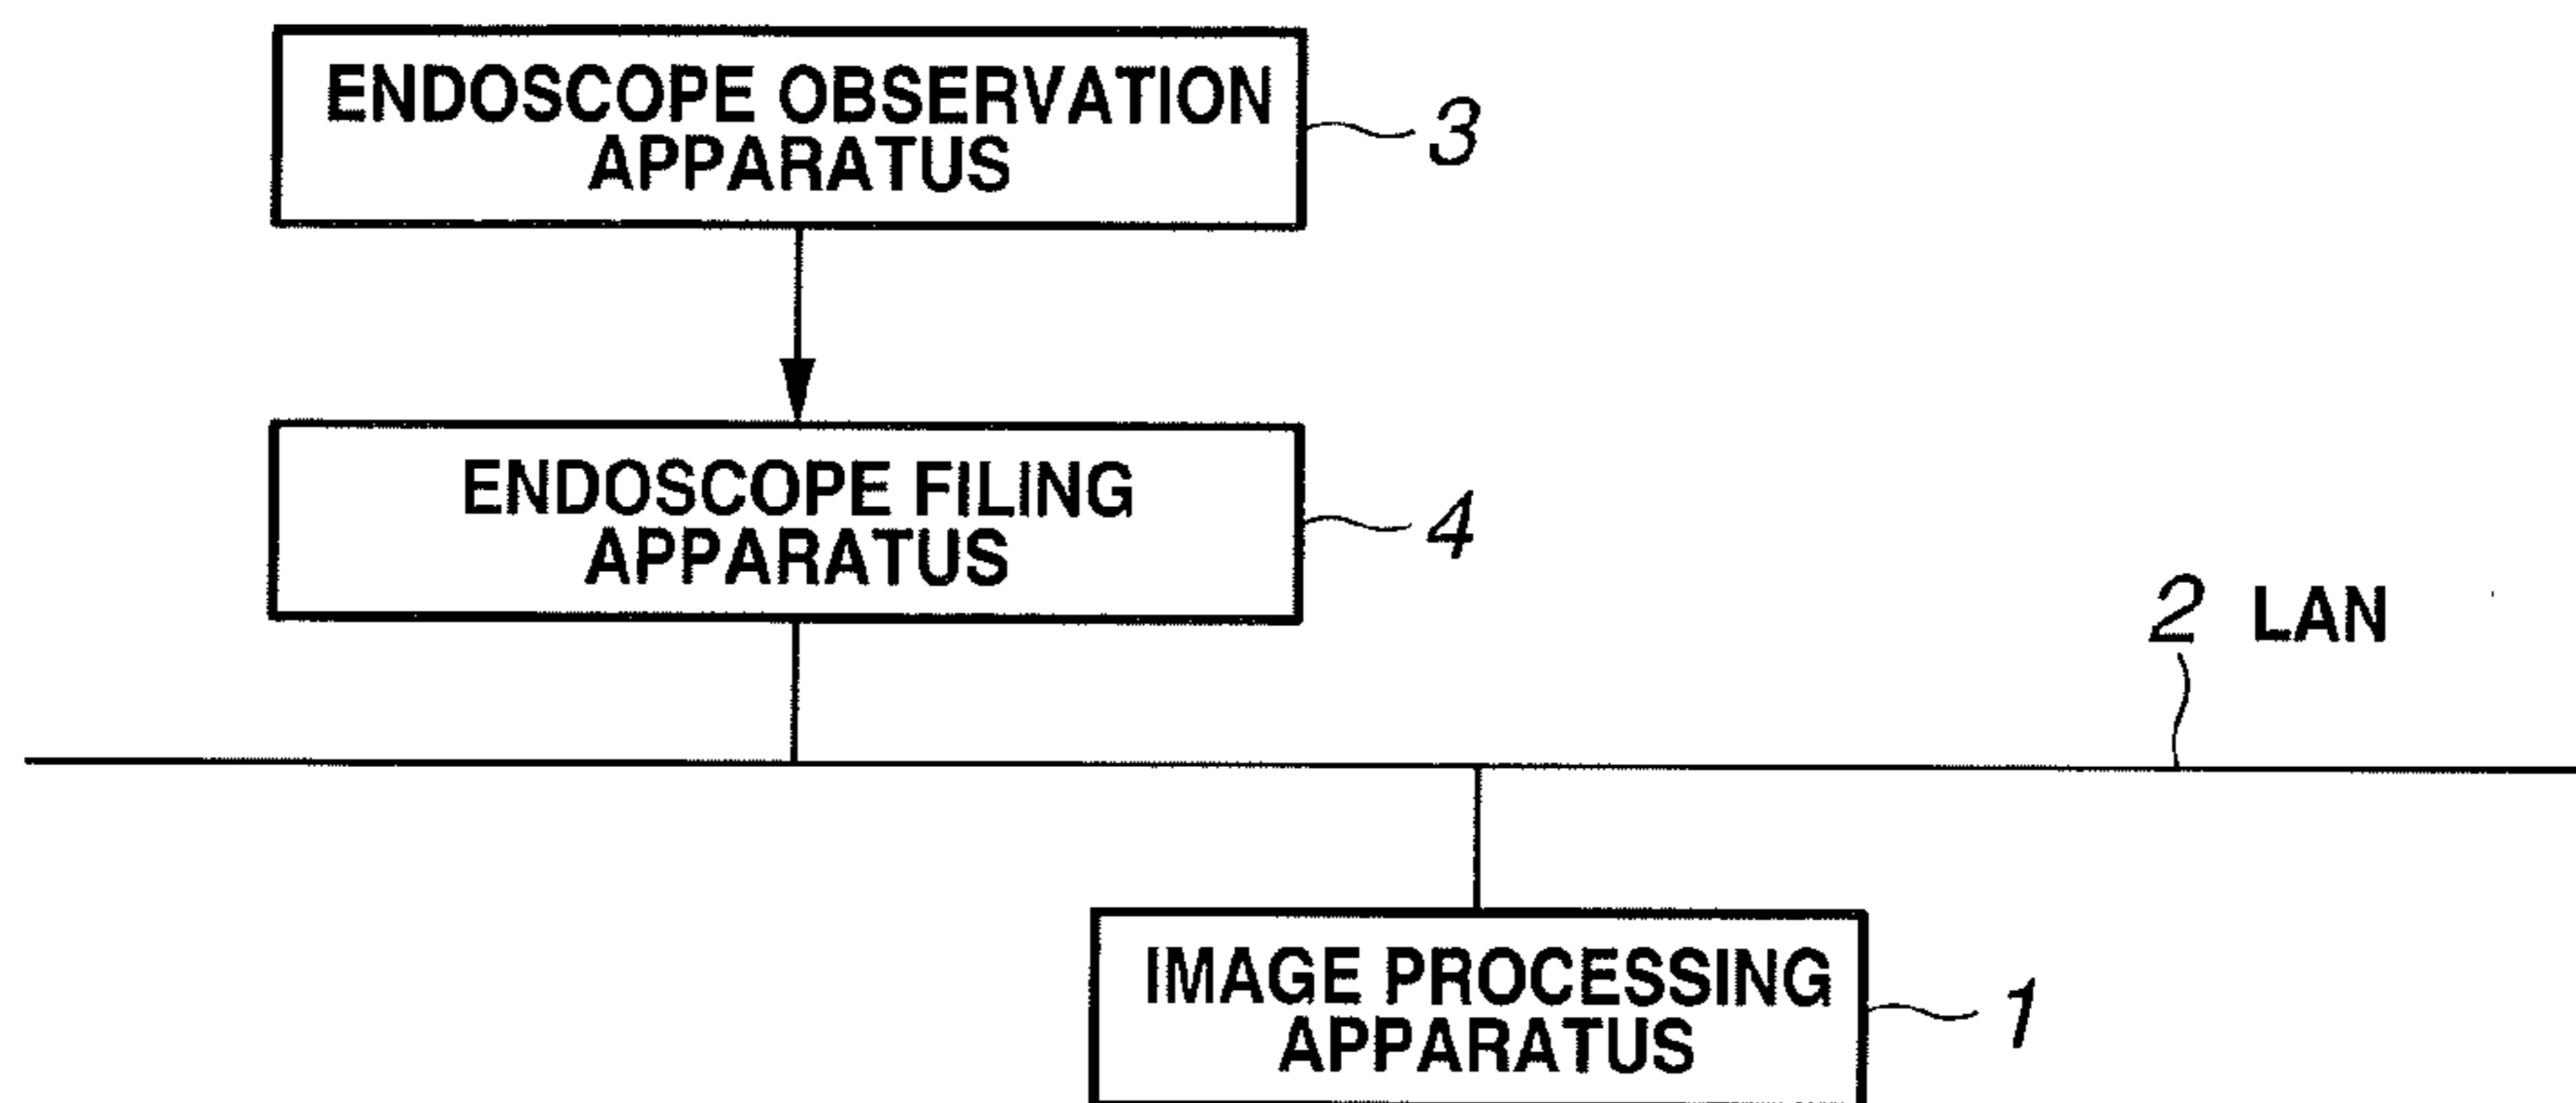 ENDOSCOPE OBSERVATION
APPARATUS
3
ENDOSCOPE FILING
APPARATUS
4
2 LAN
IMAGE PROCESSING
APPARATUS
1